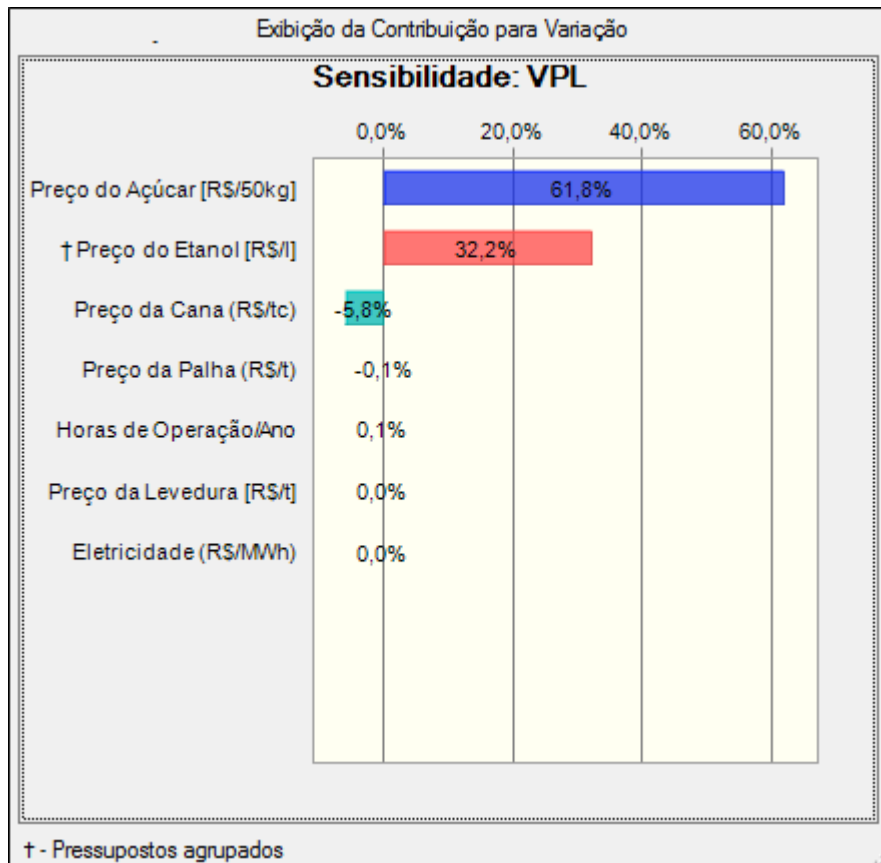 Exibição da Contribuição para Variação
-
Sensibilidade: VPL
0,0% 20,0% 40,0% 60,0%
Preço do Açúcar [R$/50kg] 61,8%
† Preço do Etanol [R$/l] 32,2%
Preço da Cana (R$/tc) -5,8%
Preço da Palha (R$/t) -0,1%
Horas de Operação/Ano 0,1%
Preço da Levedura [R$/t] 0,0%
Eletricidade (R$/MWh) 0,0%
† - Pressupostos agrupados